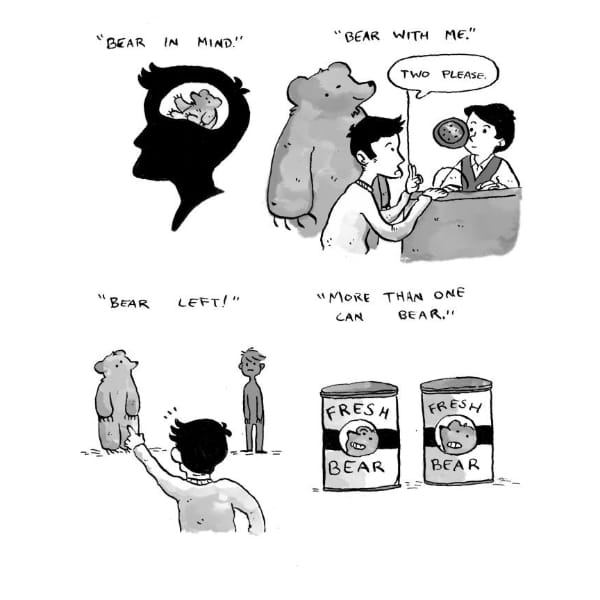 "BEAR IN MIND."
"BEAR WITH ME."
TWO PLEASE.
"BEAR LEFT!"
"MORE THAN ONE
CAN BEAR."
FRESH
BEAR
FRESH
BEAR